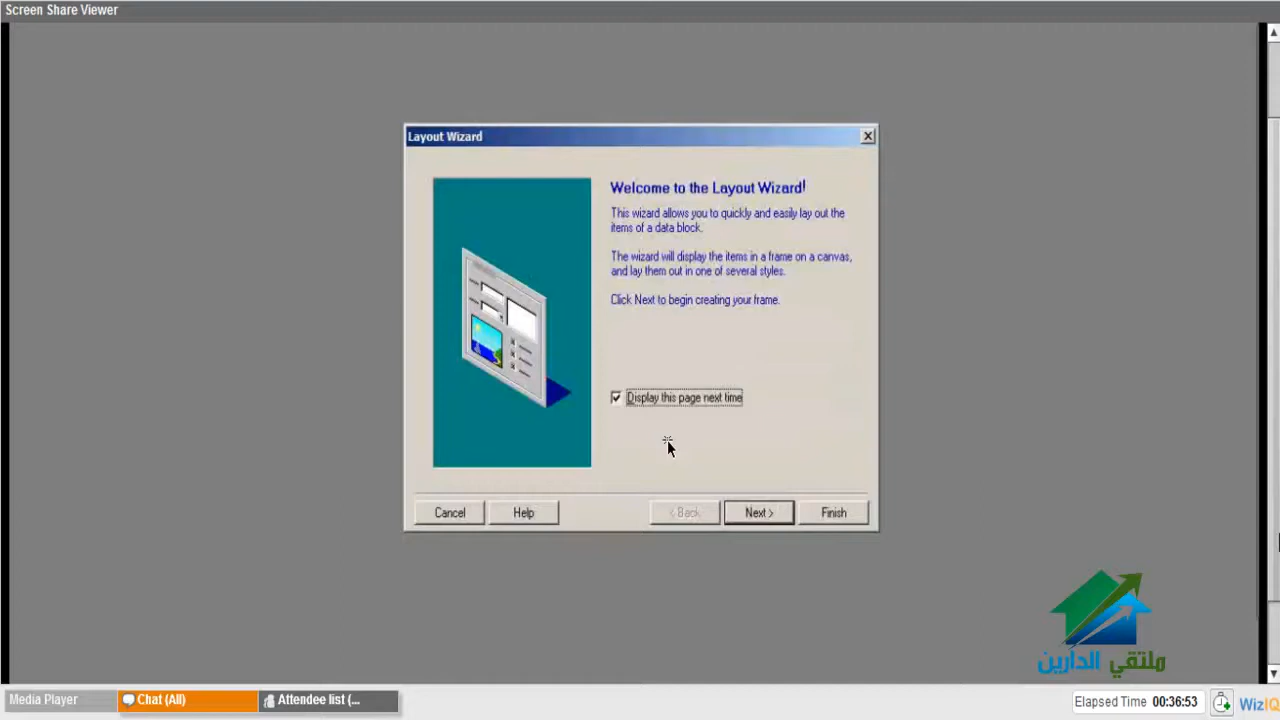 Screen Share Viewer
Layout Wizard
Welcome to the Layout Wizard!
This wizard allows you to quickly and easily lay out the
items of a data block.
The wizard will display the items in a frame on a canvas,
and lay them out in one of several styles.
Click Next to begin creating your frame.
Display this page next time
Cancel
Help
< Back
Next >
Finish
ملتقي الدارين
Media Player
Chat (All)
Attendee list (...
Elapsed Time 00:36:53
WizIQ